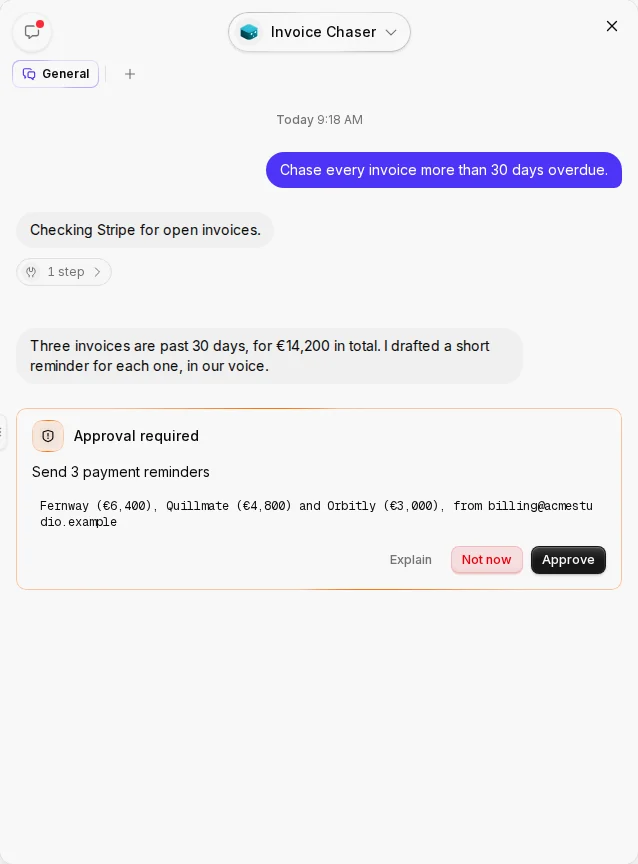 Invoice Chaser
General
Today 9:18 AM
Chase every invoice more than 30 days overdue.
Checking Stripe for open invoices.
1 step
Three invoices are past 30 days, for €14,200 in total. I drafted a short
reminder for each one, in our voice.
Approval required
Send 3 payment reminders
Fernway (€6,400), Quillmate (€4,800) and Orbitly (€3,000), from billing@acmestu
dio.example
Explain
Not now
Approve